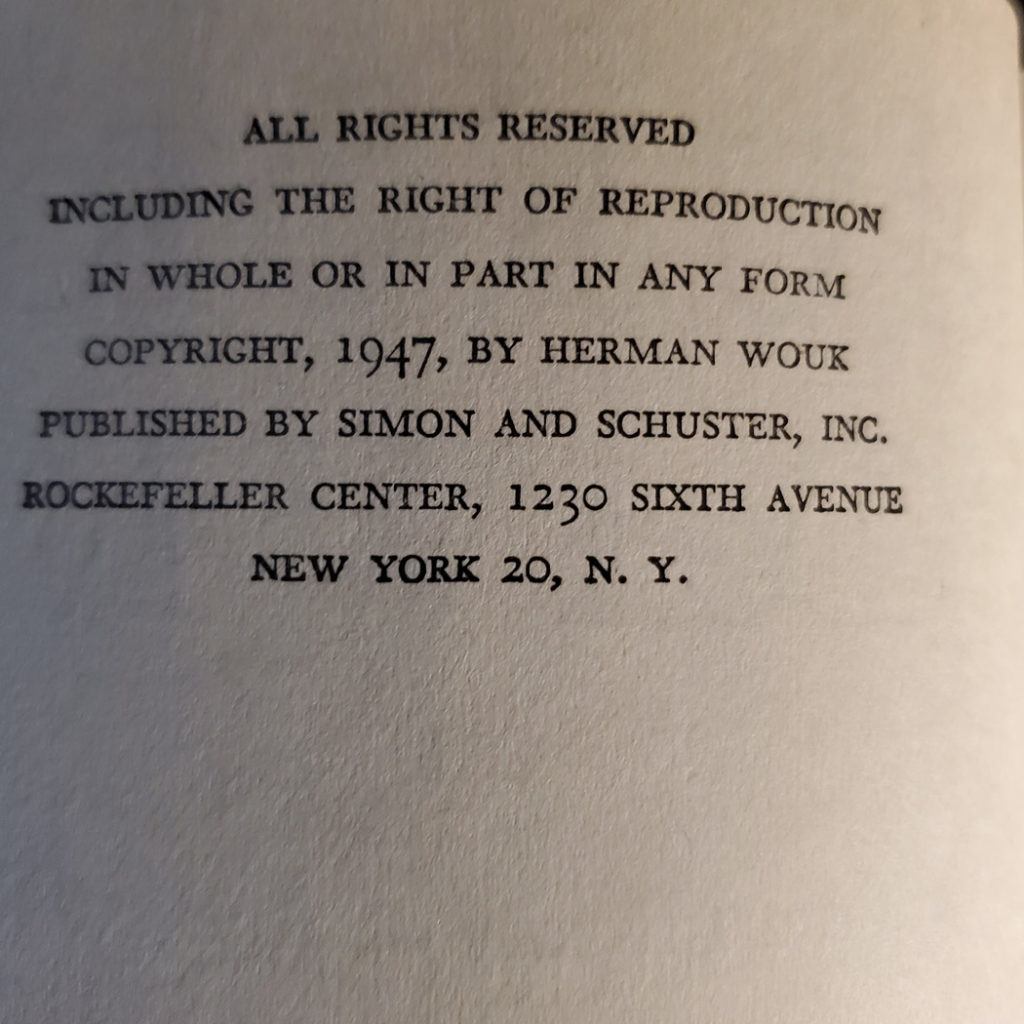 ALL RIGHTS RESERVED
INCLUDING THE RIGHT OF REPRODUCTION
IN WHOLE OR IN PART IN ANY FORM
COPYRIGHT, 1947, BY HERMAN WOUK
PUBLISHED BY SIMON AND SCHUSTER, INC.
ROCKEFELLER CENTER, 1230 SIXTH AVENUE
NEW YORK 20, N. Y.